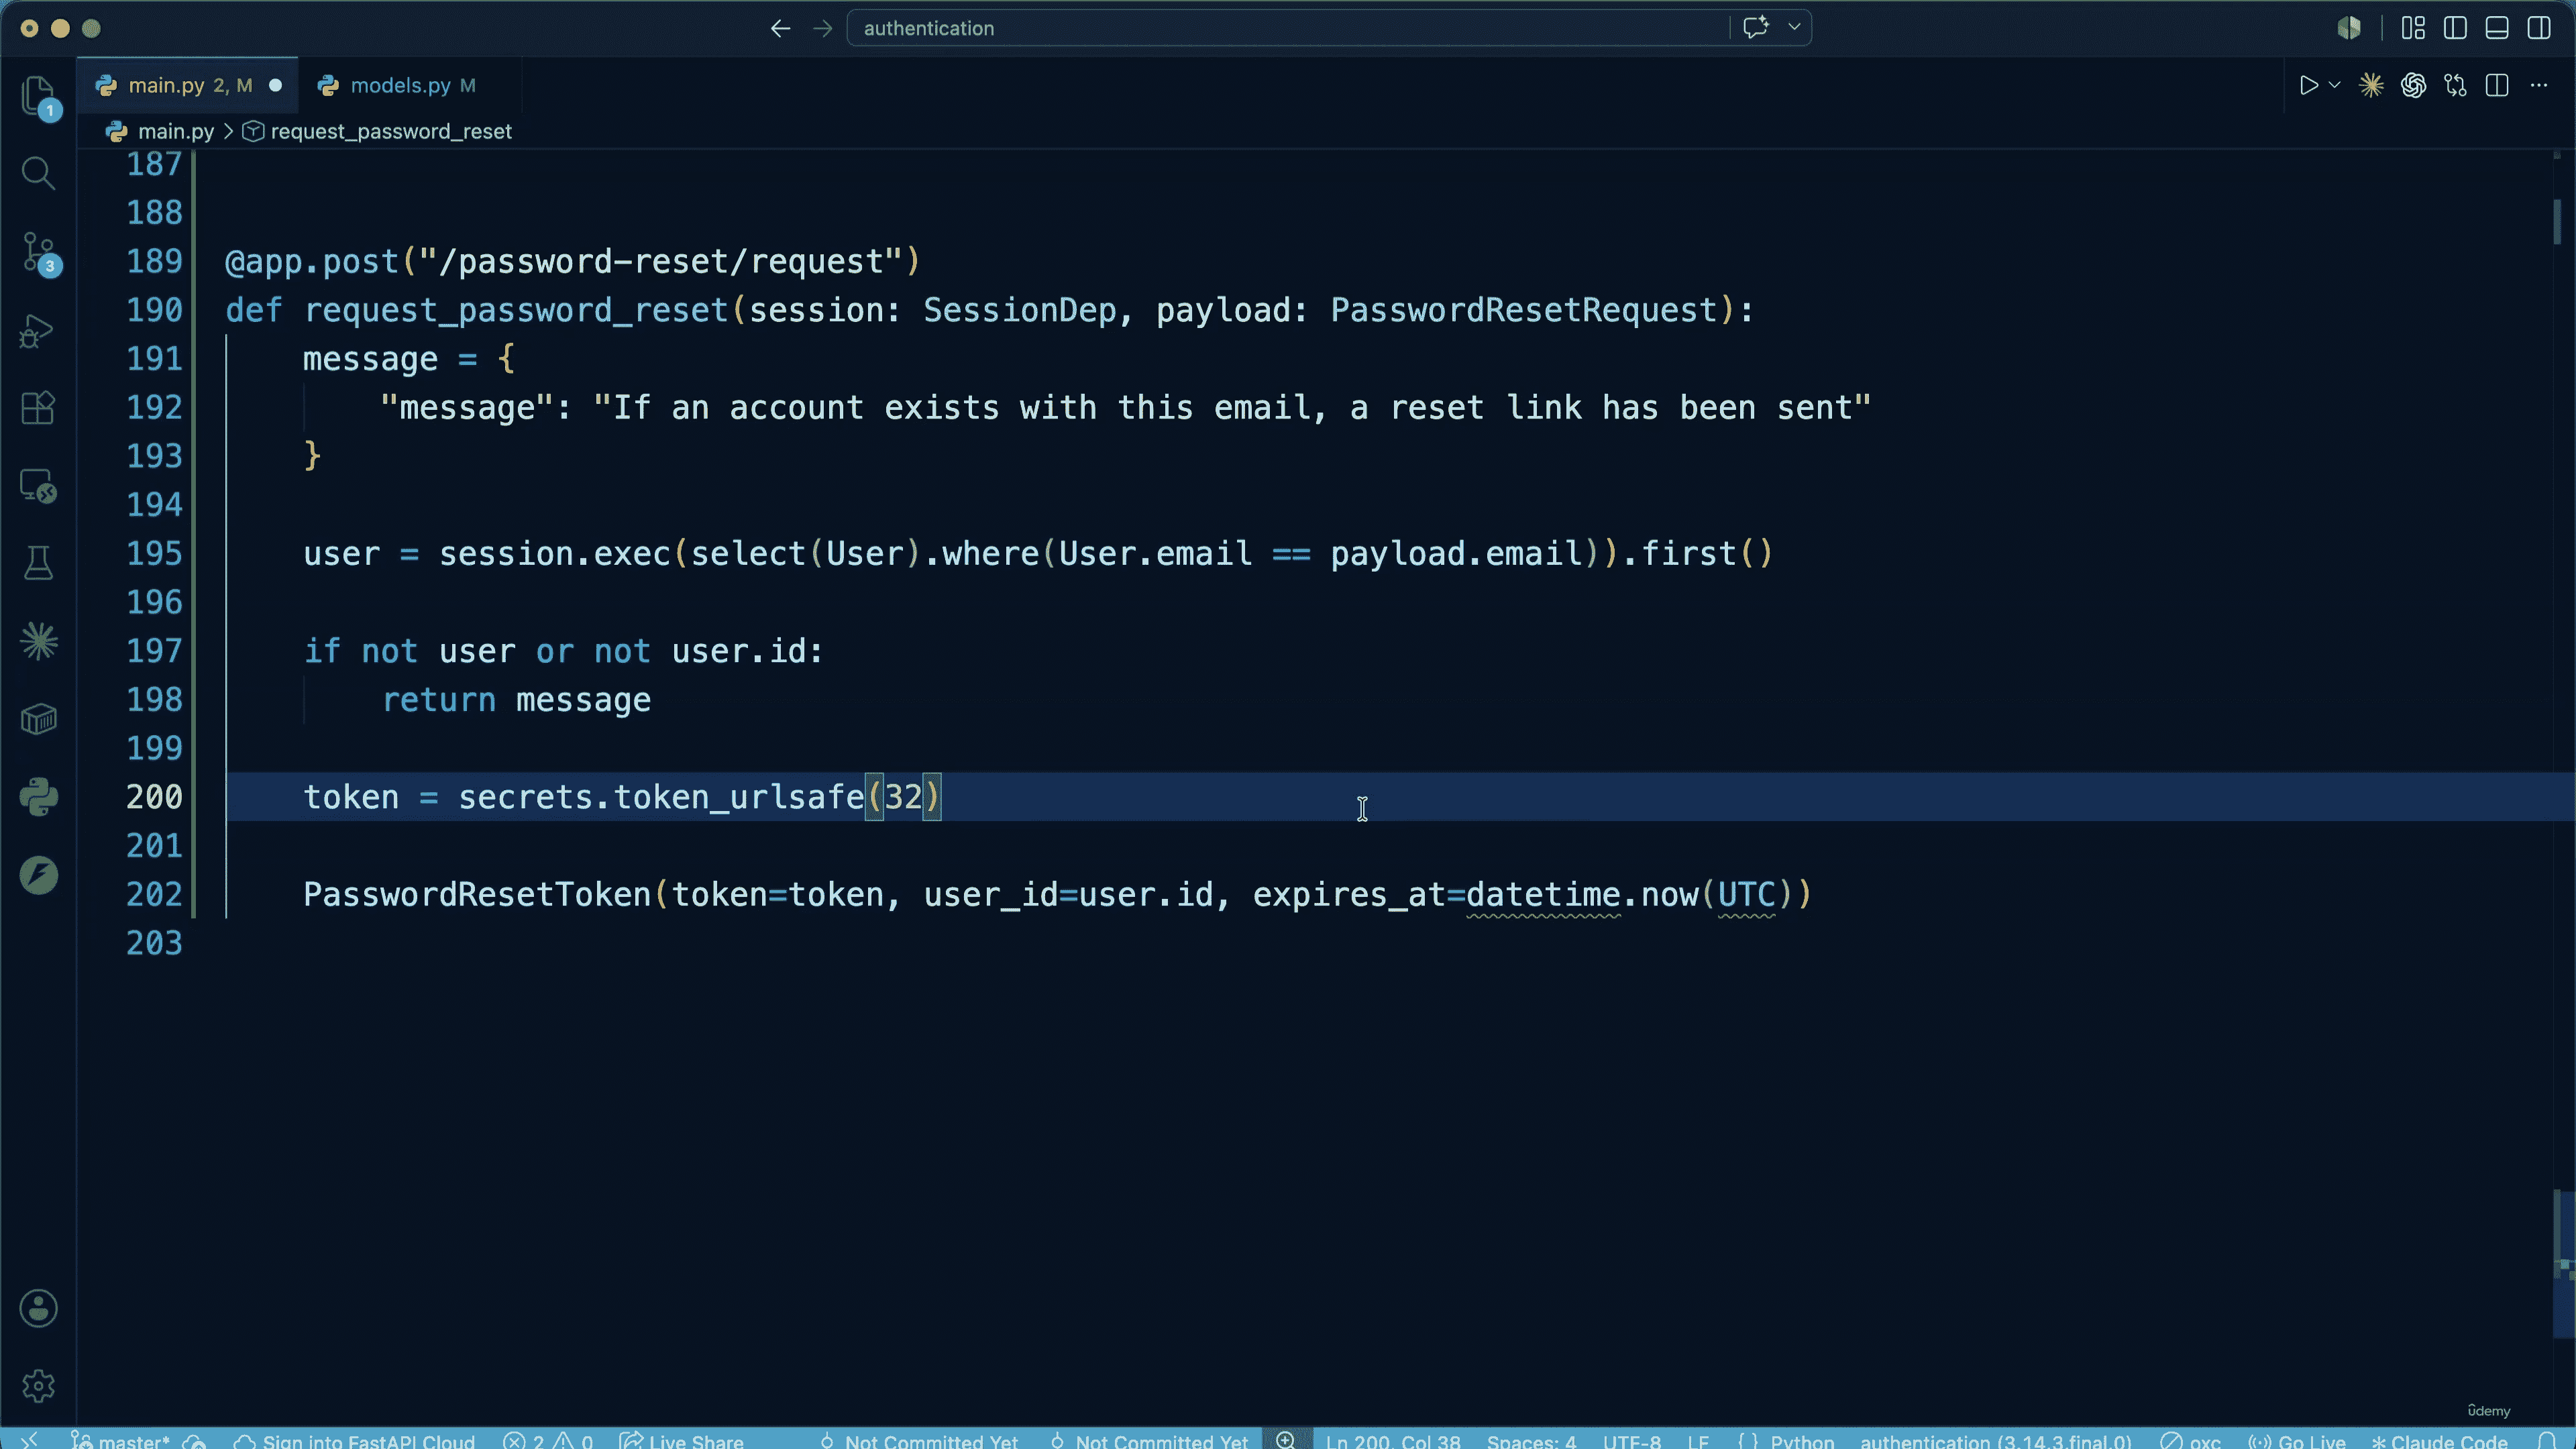 authentication
main.py 2, M
models.py M
1
main.py > request_password_reset
187
188
3
189 @app.post("/password-reset/request")
190 def request_password_reset(session: SessionDep, payload: PasswordResetRequest):
191 message = {
192 "message": "If an account exists with this email, a reset link has been sent"
193 }
194
195 user = session.exec(select(User).where(User.email == payload.email)).first()
196
197 if not user or not user.id:
198 return message
199
200 token = secrets.token_urlsafe(32)
201
202 PasswordResetToken(token=token, user_id=user.id, expires_at=datetime.now(UTC))
203
ûdemy
master* Sign into FastAPI Cloud 2 0 Live Share Not Committed Yet Not Committed Yet Ln 200, Col 38 Spaces: 4 UTF-8 LF { } Python authentication (3.14.3.final.0) oxc Go Live Claude Code